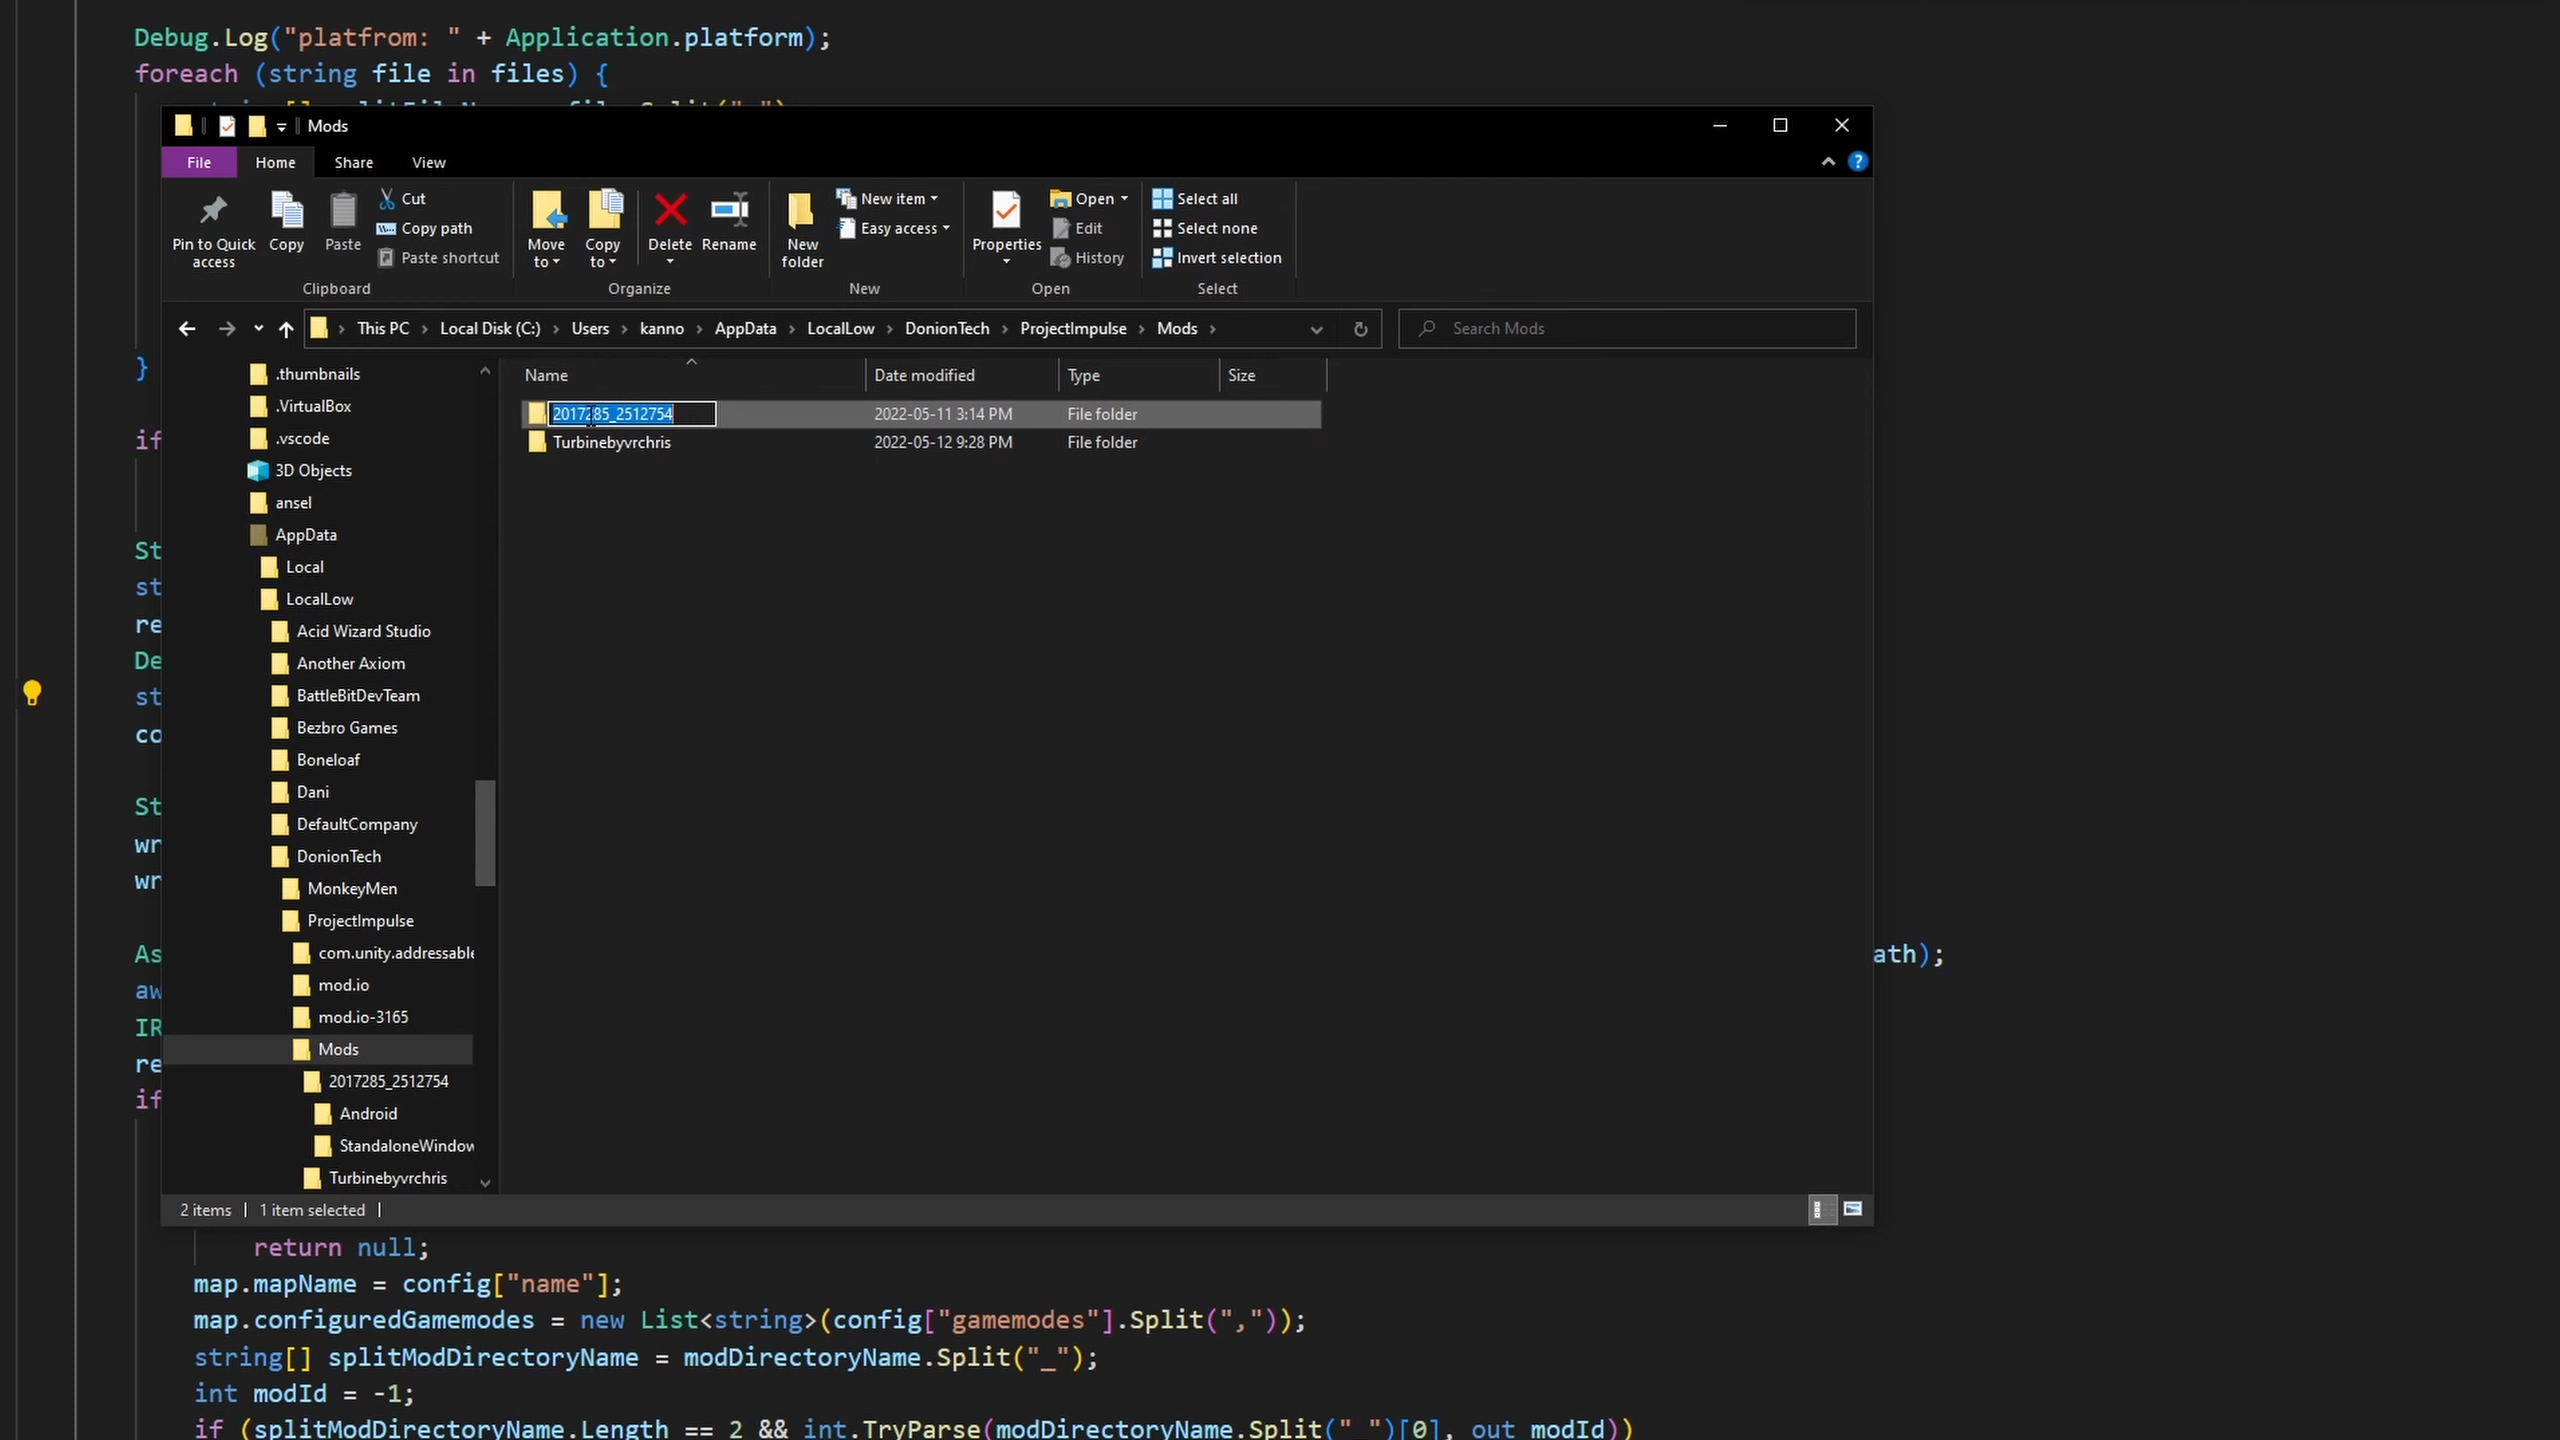 Debug.Log("platfrom: " + Application.platform);
foreach (string file in files) {
Mods
File Home Share View
Pin to Quick access
Copy
Paste
Cut
Copy path
Paste shortcut
Clipboard
Move to
Copy to
Delete
Rename
Organize
New folder
New item
Easy access
New
Properties
Open
Edit
History
Open
Select all
Select none
Invert selection
Select
This PC > Local Disk (C:) > Users > kanno > AppData > LocalLow > DonionTech > ProjectImpulse > Mods >
Search Mods
Name Date modified Type Size
2017285_2512754 2022-05-11 3:14 PM File folder
Turbinebyvrchris 2022-05-12 9:28 PM File folder
.thumbnails
.VirtualBox
.vscode
3D Objects
ansel
AppData
Local
LocalLow
Acid Wizard Studio
Another Axiom
BattleBitDevTeam
Bezbro Games
Boneloaf
Dani
DefaultCompany
DonionTech
MonkeyMen
ProjectImpulse
com.unity.addressable
mod.io
mod.io-3165
Mods
2017285_2512754
Android
StandaloneWindow
Turbinebyvrchris
2 items | 1 item selected |
}
if
St
st
re
De
st
co
St
wr
wr
As ath);
aw
IR
re
if
return null;
map.mapName = config["name"];
map.configuredGamemodes = new List<string>(config["gamemodes"].Split(","));
string[] splitModDirectoryName = modDirectoryName.Split("_");
int modId = -1;
if (splitModDirectoryName.Length == 2 && int.TryParse(modDirectoryName.Split("_")[0], out modId))